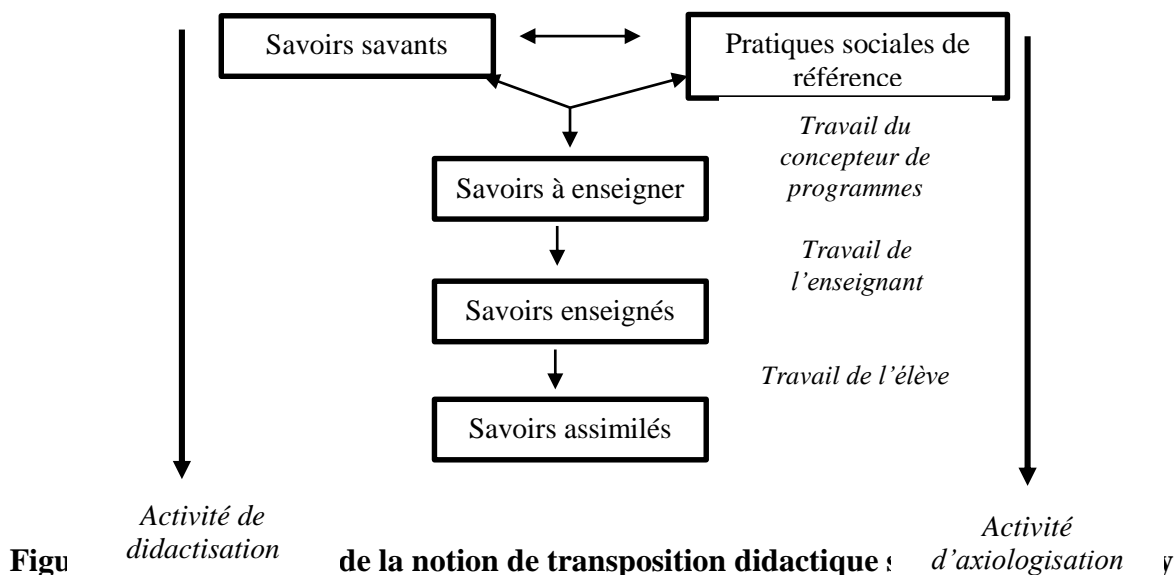 Savoirs savants
Pratiques sociales de
référence
Travail du
concepteur de
programmes
Savoirs à enseigner
Travail de
l’enseignant
Savoirs enseignés
Travail de l’élève
Savoirs assimilés
Activité de
didactisation
Activité
d’axiologisation
de la notion de transposition didactique